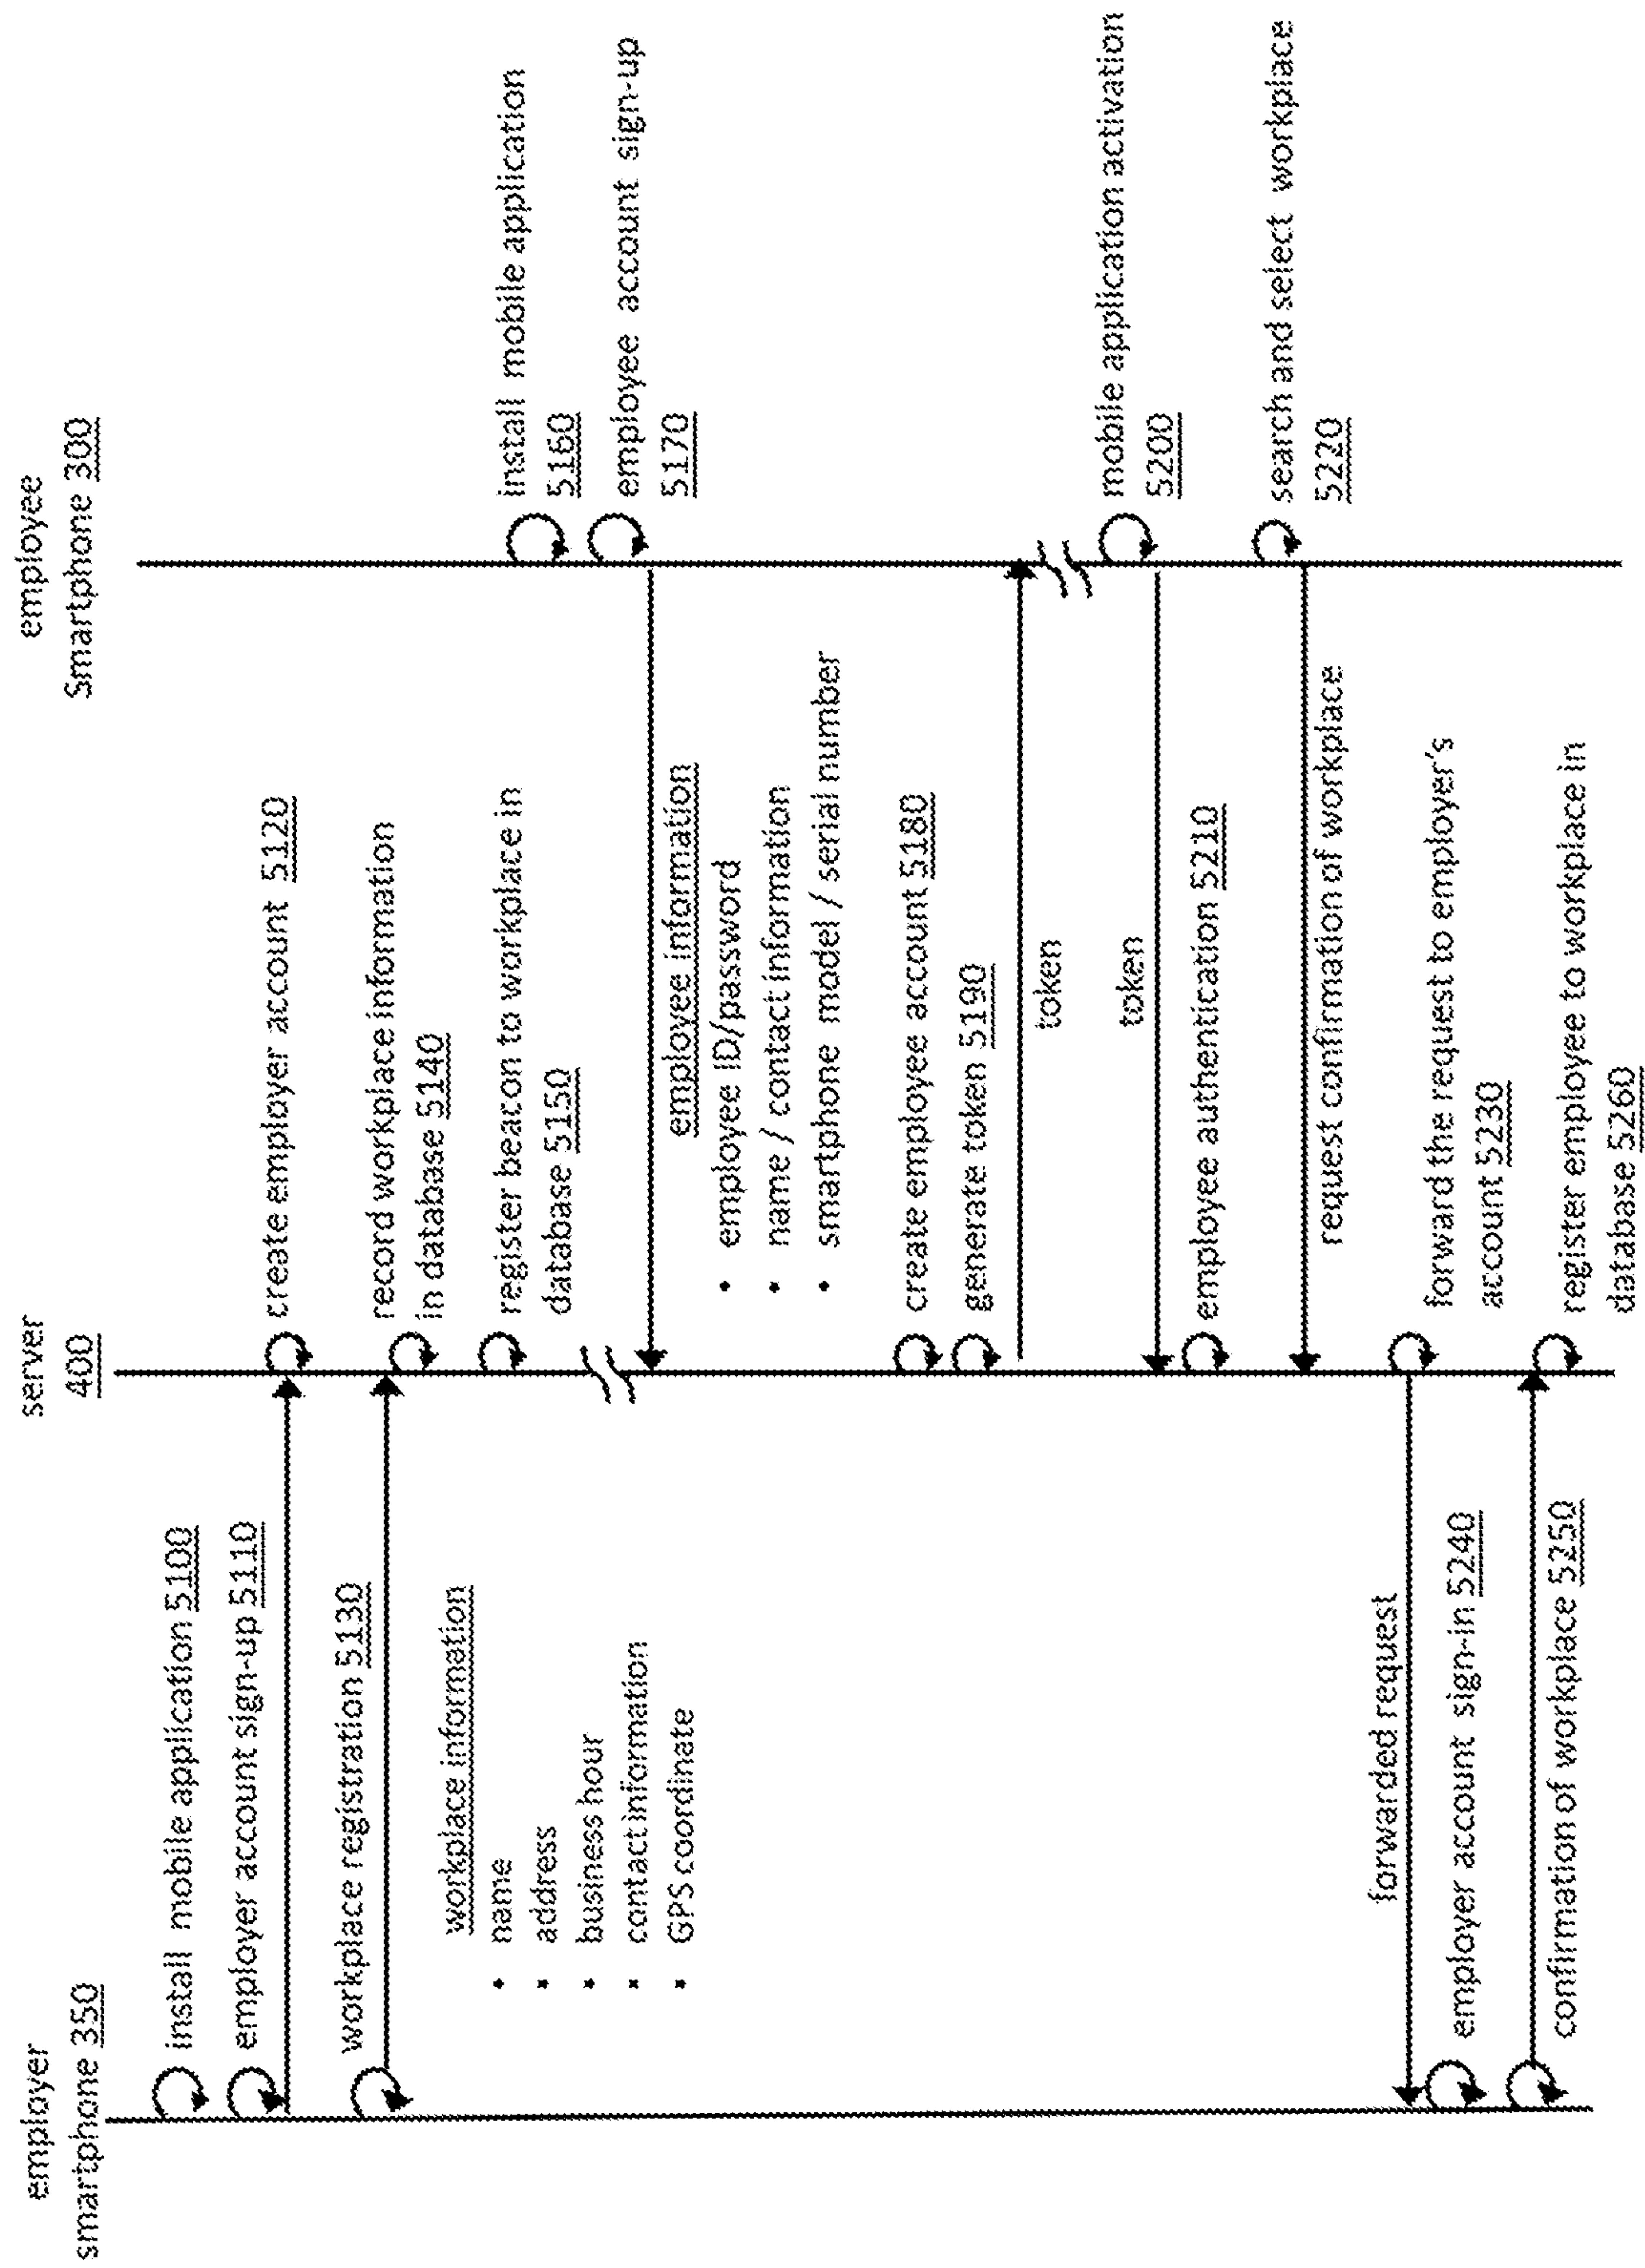 employer
smartphone 350
server
400
employee
Smartphone 300
install mobile application 5100
employer account sign-up 5110
create employer account 5120
workplace registration 5130
record workplace information
in database 5140
workplace information
• name
• address
• business hour
• contact information
• GPS coordinate
register beacon to workplace in
database 5150
install mobile application
5160
employee account sign-up
5170
employee information
• employee ID/password
• name / contact information
• smartphone model / serial number
create employee account 5180
generate token 5190
token
mobile application activation
5200
token
employee authentication 5210
search and select workplace
5220
request confirmation of workplace
forward the request to employer's
account 5230
forwarded request
employer account sign-in 5240
confirmation of workplace 5250
register employee to workplace in
database 5260